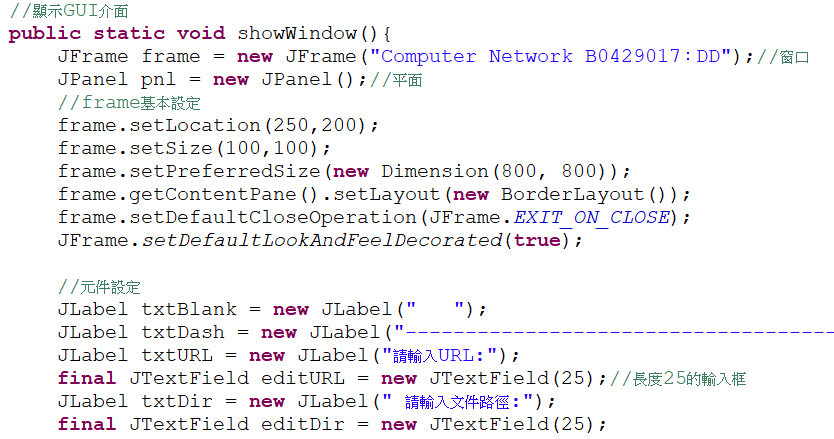 //顯示GUI介面
public static void showWindow(){
    JFrame frame = new JFrame("Computer Network B0429017:DD");//窗口
    JPanel pnl = new JPanel();//平面
    //frame基本設定
    frame.setLocation(250,200);
    frame.setSize(100,100);
    frame.setPreferredSize(new Dimension(800, 800));
    frame.getContentPane().setLayout(new BorderLayout());
    frame.setDefaultCloseOperation(JFrame.EXIT_ON_CLOSE);
    JFrame.setDefaultLookAndFeelDecorated(true);

    //元件設定
    JLabel txtBlank = new JLabel("   ");
    JLabel txtDash = new JLabel("------------------------------------
    JLabel txtURL = new JLabel("請輸入URL:");
    final JTextField editURL = new JTextField(25);//長度25的輸入框
    JLabel txtDir = new JLabel(" 請輸入文件路徑:");
    final JTextField editDir = new JTextField(25);